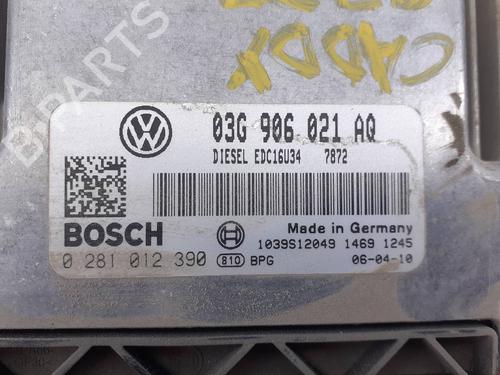 B-PARTS
CADDY
03G 906 021 AQ
DIESEL EDC16U34 7872
BOSCH
Made in Germany
1039S12049 1469 1245
0 281 012 390
810 BPG
06-04-10